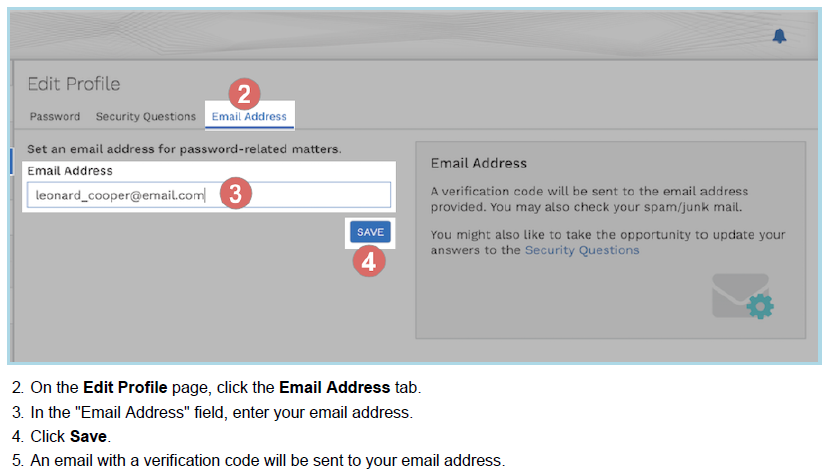 Edit Profile
2
Password Security Questions Email Address
Set an email address for password-related matters.
Email Address
leonard_cooper@email.com
3
SAVE
4
Email Address
A verification code will be sent to the email address
provided. You may also check your spam/junk mail.
You might also like to take the opportunity to update your
answers to the Security Questions
2. On the Edit Profile page, click the Email Address tab.
3. In the "Email Address" field, enter your email address.
4. Click Save.
5. An email with a verification code will be sent to your email address.